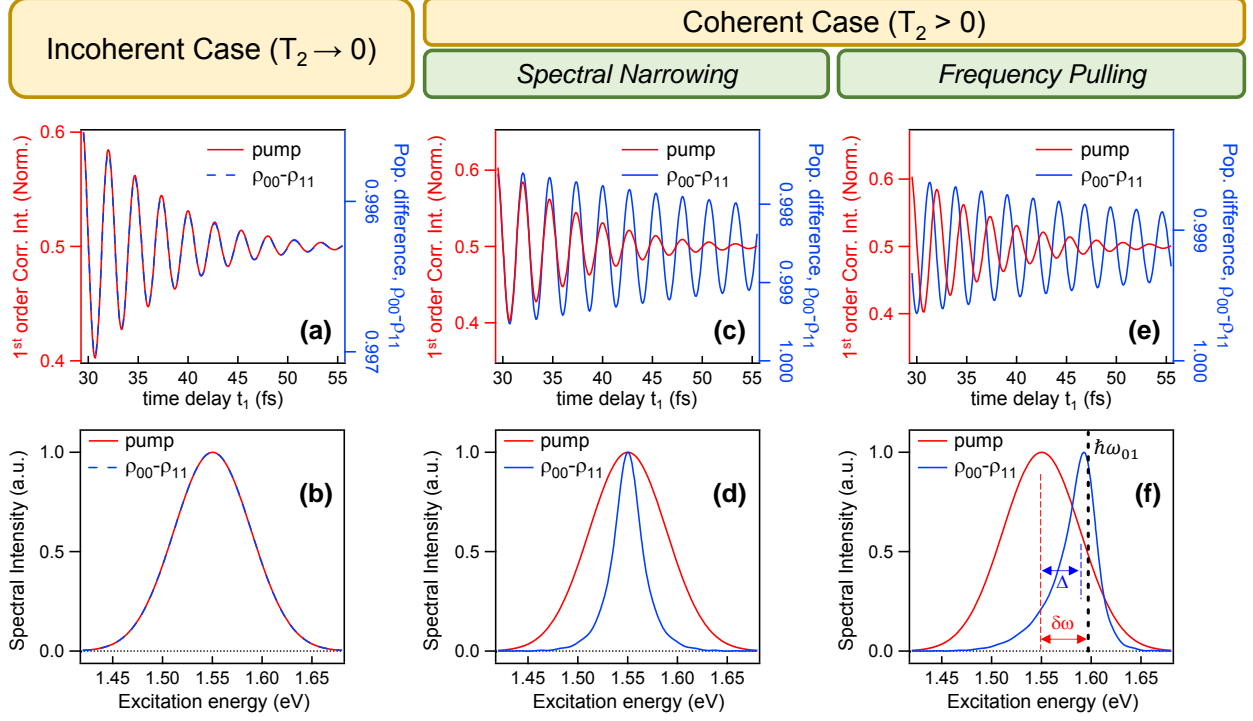 Incoherent Case (T₂ → 0)
Coherent Case (T₂ > 0)
Spectral Narrowing
Frequency Pulling
1ˢᵗ order Corr. Int. (Norm.)
0.6
0.5
0.4
pump
ρ₀₀-ρ₁₁
(a)
0.996
0.997
Pop. difference, ρ₀₀-ρ₁₁
30 35 40 45 50 55
time delay t₁ (fs)
1ˢᵗ order Corr. Int. (Norm.)
0.6
0.5
0.4
pump
ρ₀₀-ρ₁₁
(c)
0.998
0.999
1.000
Pop. difference, ρ₀₀-ρ₁₁
30 35 40 45 50 55
time delay t₁ (fs)
1ˢᵗ order Corr. Int. (Norm.)
0.6
0.5
0.4
pump
ρ₀₀-ρ₁₁
(e)
0.999
1.000
Pop. difference, ρ₀₀-ρ₁₁
30 35 40 45 50 55
time delay t₁ (fs)
Spectral Intensity (a.u.)
1.0
0.5
0.0
pump
ρ₀₀-ρ₁₁
(b)
1.45 1.50 1.55 1.60 1.65
Excitation energy (eV)
Spectral Intensity (a.u.)
1.0
0.5
0.0
pump
ρ₀₀-ρ₁₁
(d)
1.45 1.50 1.55 1.60 1.65
Excitation energy (eV)
Spectral Intensity (a.u.)
1.0
0.5
0.0
pump
ρ₀₀-ρ₁₁
ħω₀₁
(f)
Δ
δω
1.45 1.50 1.55 1.60 1.65
Excitation energy (eV)